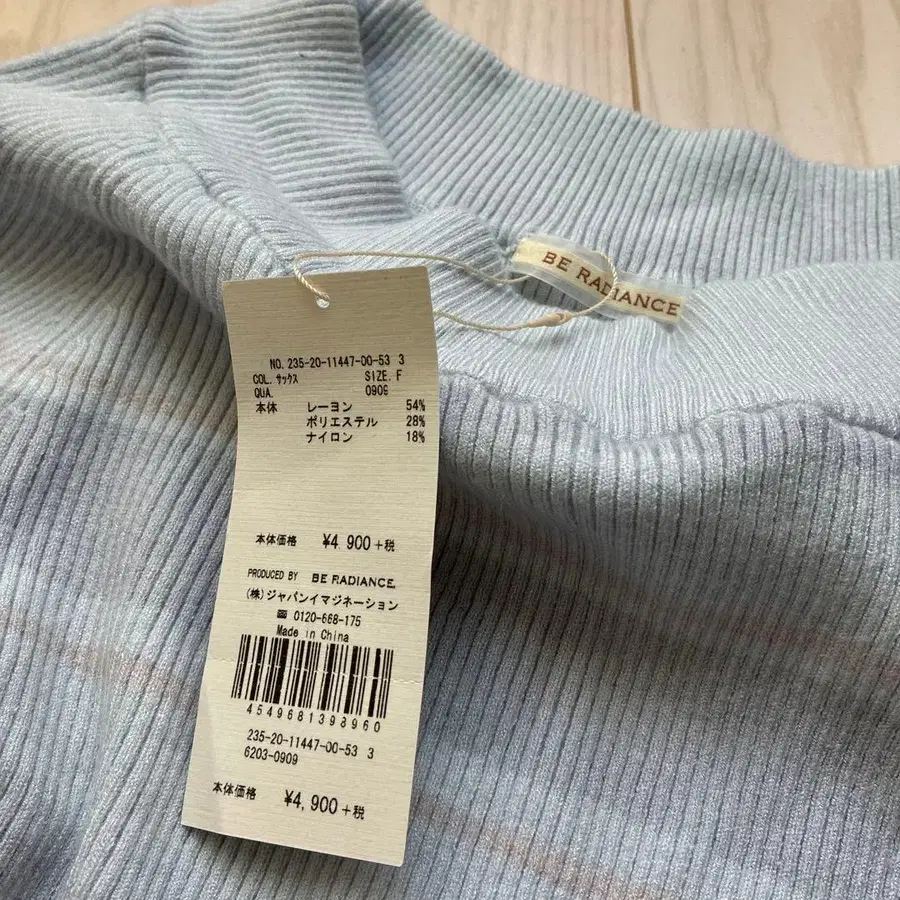 BE RADIANCE
NO. 235-20-11447-00-53 3
COL. サックス SIZE. F
QUA. 0909
本体 レーヨン 54%
ポリエステル 28%
ナイロン 18%
本体価格 ¥4 900+税
PRODUCED BY BE RADIANCE.
(株)ジャパンイマジネーション
☎ 0120-668-175
Made in China
4549681398960
235-20-11447-00-53 3
6203-0909
本体価格 ¥4,900+税